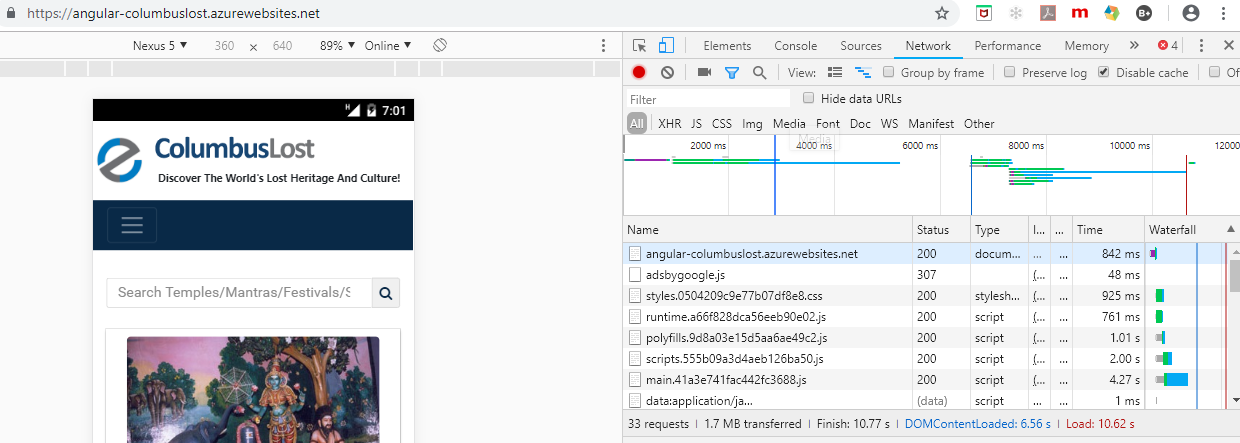 https://angular-columbuslost.azurewebsites.net
Nexus 5 ▼ 360 × 640 89% ▼ Online ▼
Elements Console Sources Network Performance Memory » 4
View: Group by frame Preserve log Disable cache Of
Filter Hide data URLs
All XHR JS CSS Img Media Font Doc WS Manifest Other
Media
2000 ms 4000 ms 6000 ms 8000 ms 10000 ms 12000
H 7:01
ColumbusLost
Discover The World's Lost Heritage And Culture!
Search Temples/Mantras/Festivals/S
Name Status Type I... ... Time Waterfall
angular-columbuslost.azurewebsites.net 200 docum... ... ... 842 ms
adsbygoogle.js 307 (... ... 48 ms
styles.0504209c9e77b07df8e8.css 200 stylesh... (... ... 925 ms
runtime.a66f828dca56eeb90e02.js 200 script (... ... 761 ms
polyfills.9d8a03e15d5aa6ae49c2.js 200 script (... ... 1.01 s
scripts.555b09a3d4aeb126ba50.js 200 script (... ... 2.00 s
main.41a3e741fac442fc3688.js 200 script (... ... 4.27 s
data:application/ja... (data) script (... ... 1 ms
33 requests | 1.7 MB transferred | Finish: 10.77 s | DOMContentLoaded: 6.56 s | Load: 10.62 s